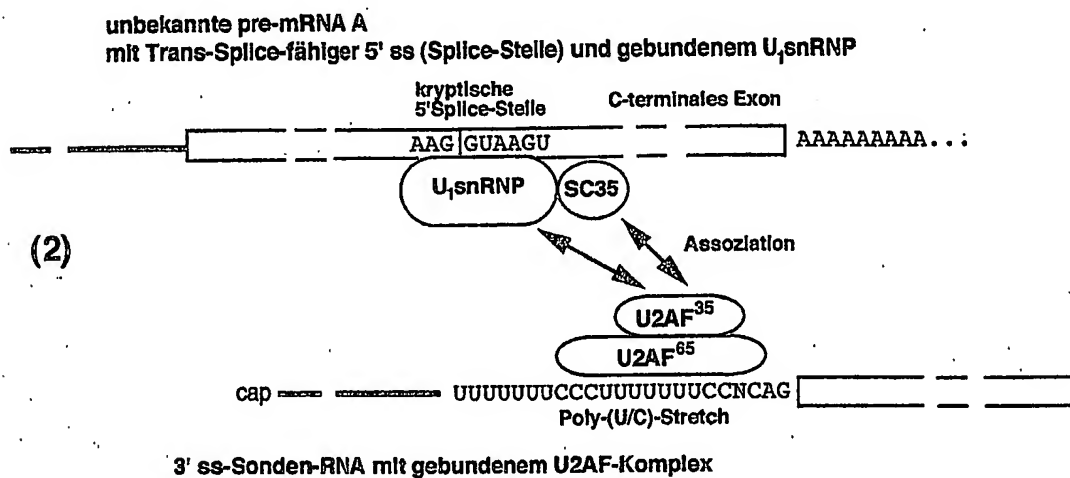 unbekannte pre-mRNA A
mit Trans-Splice-fähiger 5' ss (Splice-Stelle) und gebundenem U1snRNP
kryptische
5'Splice-Stelle
C-terminales Exon
AAG GUAAGU
AAAAAAAAA...
U1snRNP
SC35
(2)
Assoziation
U2AF35
U2AF65
cap
UUUUUUUCCCUUUUUUUCCNCAG
Poly-(U/C)-Stretch
3' ss-Sonden-RNA mit gebundenem U2AF-Komplex